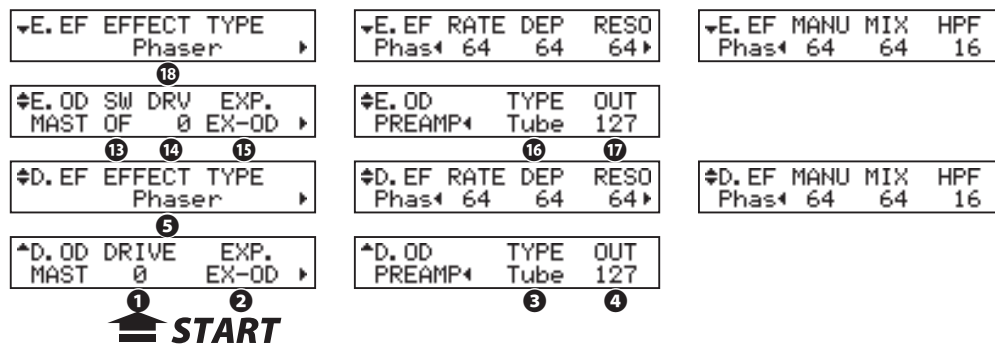 E.EF EFFECT TYPE
Phaser
18
E.EF RATE DEP RESO
Phas 64 64 64
E.EF MANU MIX HPF
Phas 64 64 16
E.OD SW DRV EXP.
MAST OF 0 EX-OD
13 14 15
E.OD TYPE OUT
PREAMP Tube 127
16 17
D.EF EFFECT TYPE
Phaser
5
D.EF RATE DEP RESO
Phas 64 64 64
D.EF MANU MIX HPF
Phas 64 64 16
D.OD DRIVE EXP.
MAST 0 EX-OD
1 2
D.OD TYPE OUT
PREAMP Tube 127
3 4
START